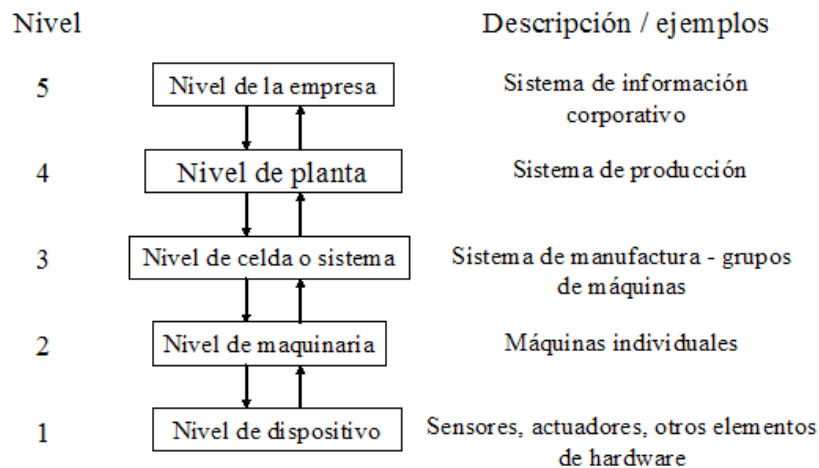 Nivel
Descripción / ejemplos
5
Nivel de la empresa
Sistema de información
corporativo
4
Nivel de planta
Sistema de producción
3
Nivel de celda o sistema
Sistema de manufactura - grupos
de máquinas
2
Nivel de maquinaria
Máquinas individuales
1
Nivel de dispositivo
Sensores, actuadores, otros elementos
de hardware